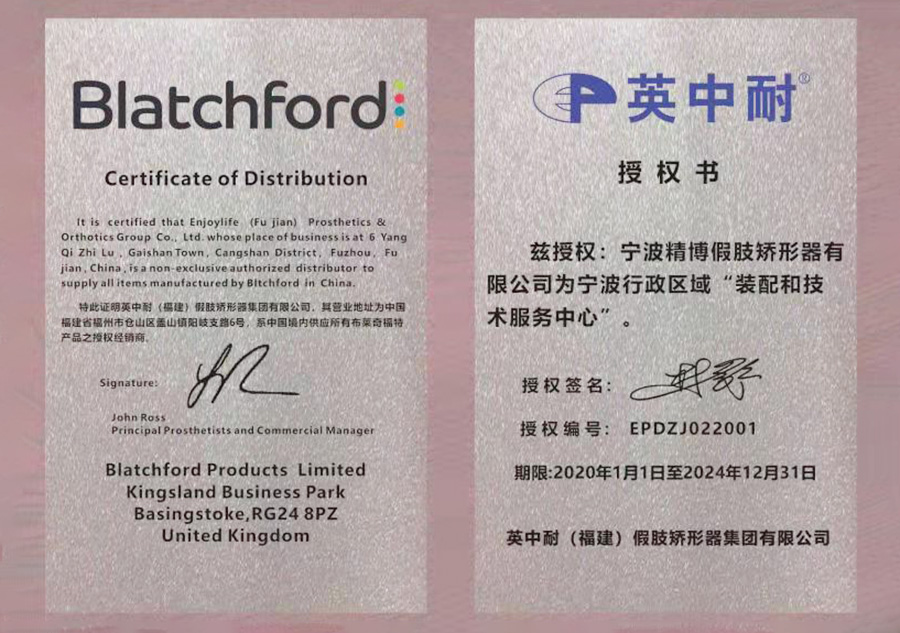 Blatchford
Certificate of Distribution
It is certified that Enjoylife (Fu jian) Prosthetics &
Orthotics Group Co., Ltd. whose place of business is at 6 Yang
Qi Zhi Lu , Gaishan Town, Cangshan District, Fuzhou, Fu
jian, China, is a non-exclusive authorized distributor to
supply all items manufactured by Bltchford in China.
特此证明英中耐（福建）假肢矫形器集团有限公司，其营业地址为中国
福建省福州市仓山区盖山镇阳岐支路6号，系中国境内供应所有布莱奇福特
产品之授权经销商.
Signature:
John Ross
Principal Prosthetists and Commercial Manager
Blatchford Products Limited
Kingsland Business Park
Basingstoke,RG24 8PZ
United Kingdom
EP 英中耐®
授权书
兹授权：宁波精博假肢矫形器有
限公司为宁波行政区域“装配和技
术服务中心”。
授权签名：
授权编号： EPDZJ022001
期限:2020年1月1日至2024年12月31日
英中耐（福建）假肢矫形器集团有限公司